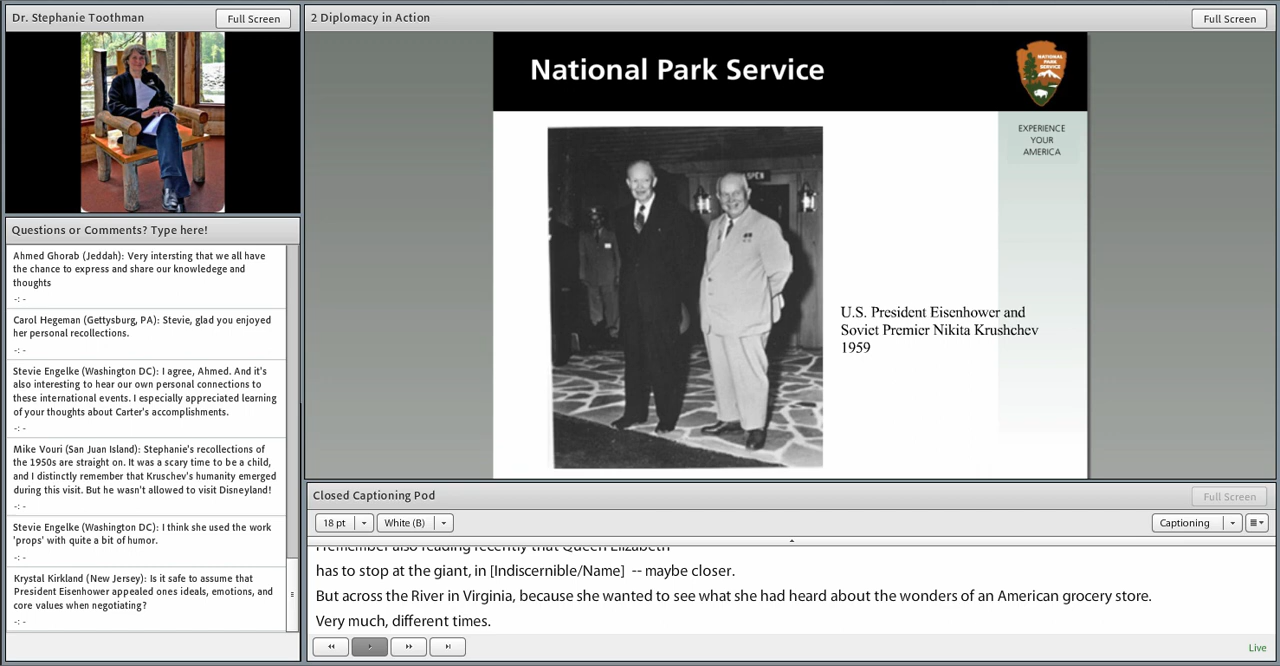 Dr. Stephanie Toothman
Full Screen
Questions or Comments? Type here!
Ahmed Ghorab (Jeddah): Very intersting that we all have
the chance to express and share our knowledege and
thoughts
-:-
Carol Hegeman (Gettysburg, PA): Stevie, glad you enjoyed
her personal recollections.
-:-
Stevie Engelke (Washington DC): I agree, Ahmed. And it's
also interesting to hear our own personal connections to
these international events. I especially appreciated learning
of your thoughts about Carter's accomplishments.
-:-
Mike Vouri (San Juan Island): Stephanie's recollections of
the 1950s are straight on. It was a scary time to be a child,
and I distinctly remember that Kruschev's humanity emerged
during this visit. But he wasn't allowed to visit Disneyland!
-:-
Stevie Engelke (Washington DC): I think she used the work
'props' with quite a bit of humor.
-:-
Krystal Kirkland (New Jersey): Is it safe to assume that
President Eisenhower appealed ones ideals, emotions, and
core values when negotiating?
-:-
2 Diplomacy in Action
Full Screen
National Park Service
NATIONAL
PARK
SERVICE
EXPERIENCE
YOUR
AMERICA
OPEN
U.S. President Eisenhower and
Soviet Premier Nikita Krushchev
1959
Closed Captioning Pod
Full Screen
18 pt
White (B)
Captioning
I remember also reading recently that Queen Elizabeth
has to stop at the giant, in [Indiscernible/Name] -- maybe closer.
But across the River in Virginia, because she wanted to see what she had heard about the wonders of an American grocery store.
Very much, different times.
Live